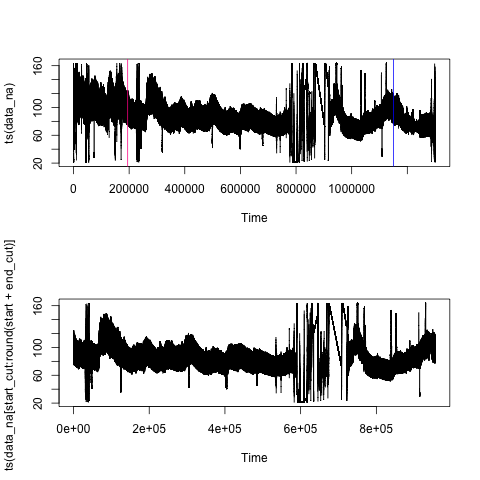 ts(data_na)
160
100
60
20
0
200000
400000
600000
800000
1000000
Time
ts(data_na[start_cut:round(start + end_cut)]
160
100
60
20
0e+00
2e+05
4e+05
6e+05
8e+05
Time